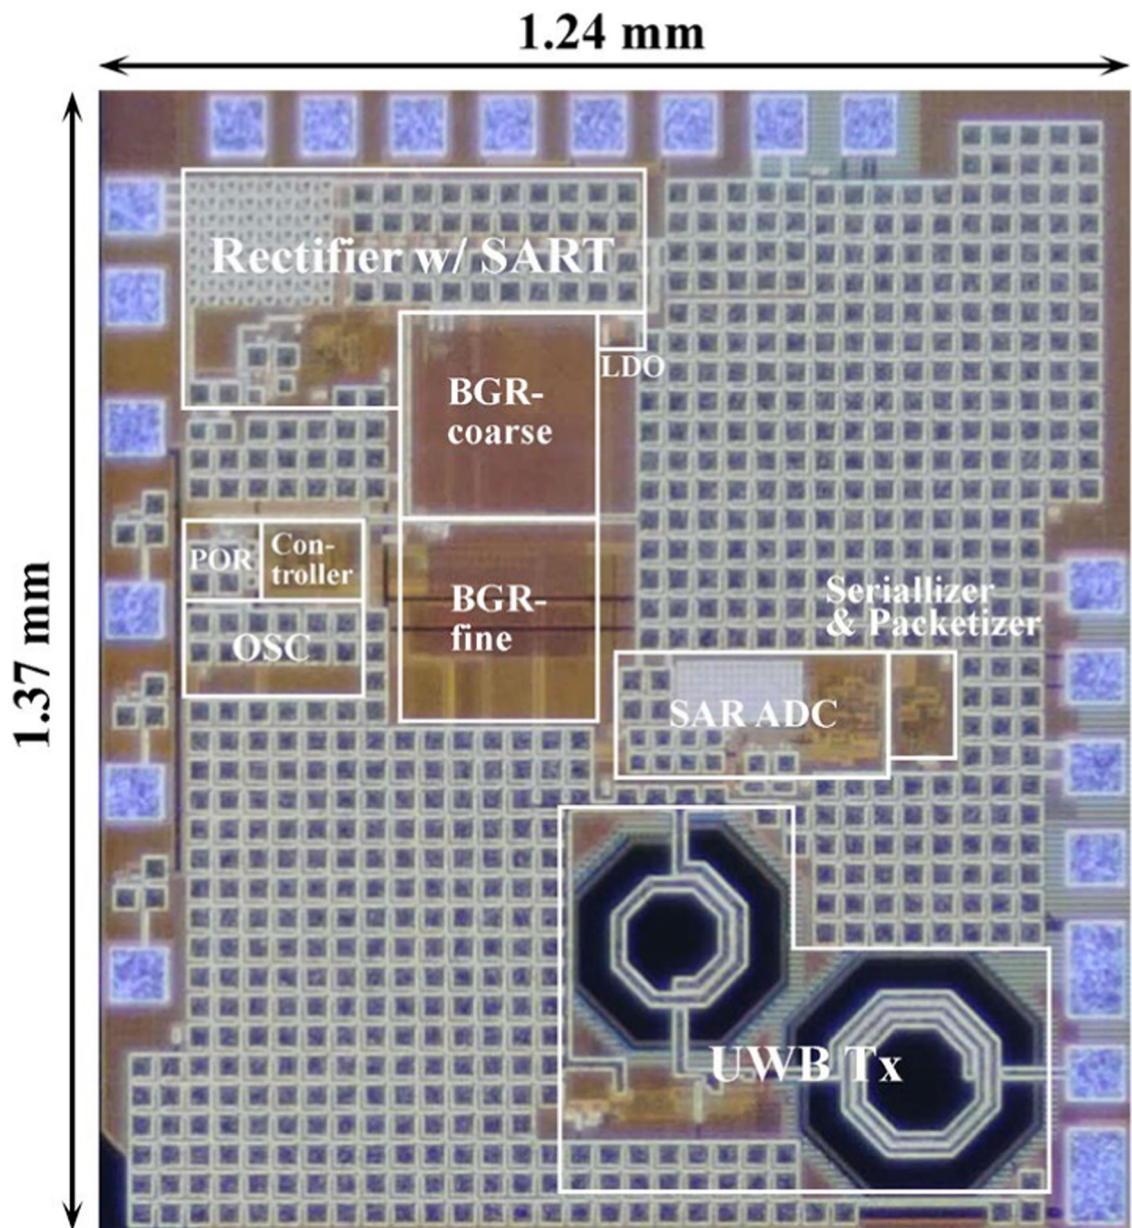 1.24 mm
1.37 mm
Rectifier w/ SART
LDO
BGR-
coarse
POR
Con-
troller
BGR-
fine
OSC
Seriallizer
& Packetizer
SAR ADC
UWB Tx